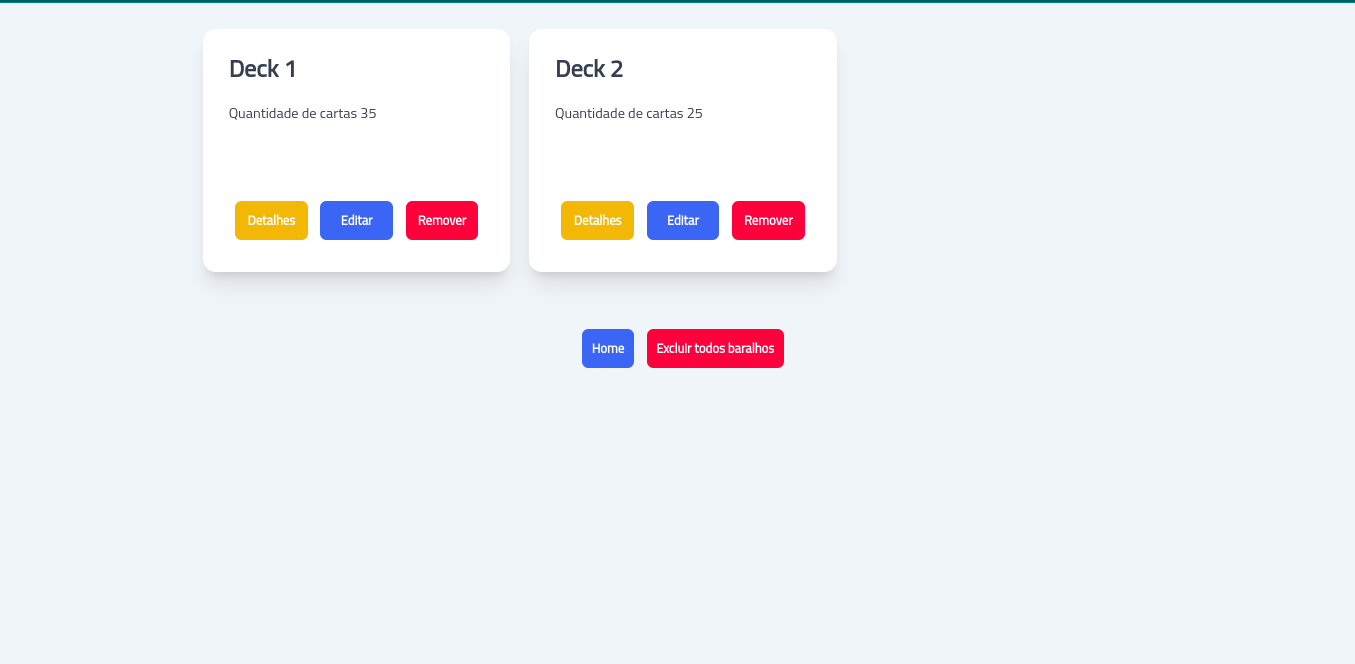 Deck 1
Quantidade de cartas 35
Detalhes
Editar
Remover
Deck 2
Quantidade de cartas 25
Detalhes
Editar
Remover
Home
Excluir todos baralhos